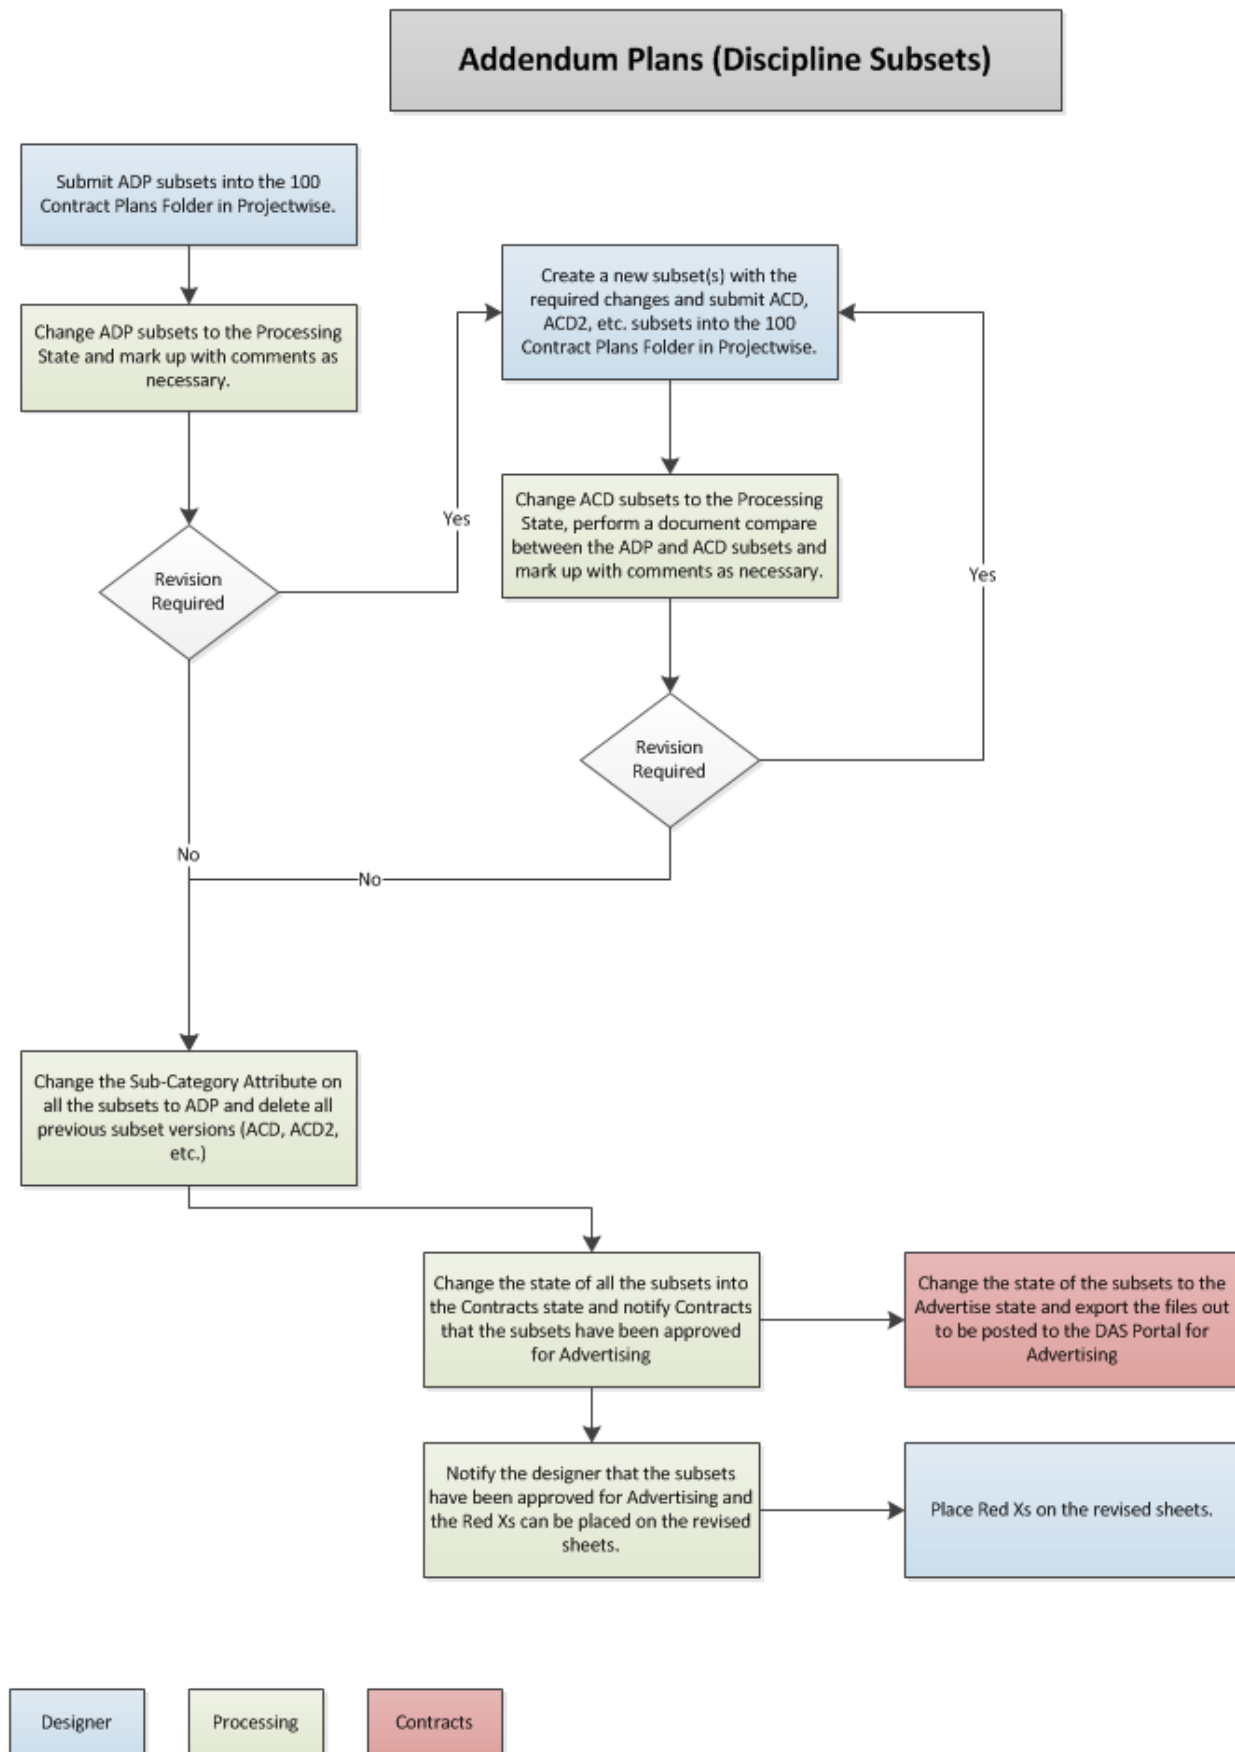 Addendum Plans (Discipline Subsets)
Submit ADP subsets into the 100
Contract Plans Folder in Projectwise.
Change ADP subsets to the Processing
State and mark up with comments as
necessary.
Revision
Required
Yes
Create a new subset(s) with the
required changes and submit ACD,
ACD2, etc. subsets into the 100
Contract Plans Folder in Projectwise.
Change ACD subsets to the Processing
State, perform a document compare
between the ADP and ACD subsets and
mark up with comments as necessary.
Yes
Revision
Required
No
No
Change the Sub-Category Attribute on
all the subsets to ADP and delete all
previous subset versions (ACD, ACD2,
etc.)
Change the state of all the subsets into
the Contracts state and notify Contracts
that the subsets have been approved
for Advertising
Change the state of the subsets to the
Advertise state and export the files out
to be posted to the DAS Portal for
Advertising
Notify the designer that the subsets
have been approved for Advertising and
the Red Xs can be placed on the revised
sheets.
Place Red Xs on the revised sheets.
Designer
Processing
Contracts